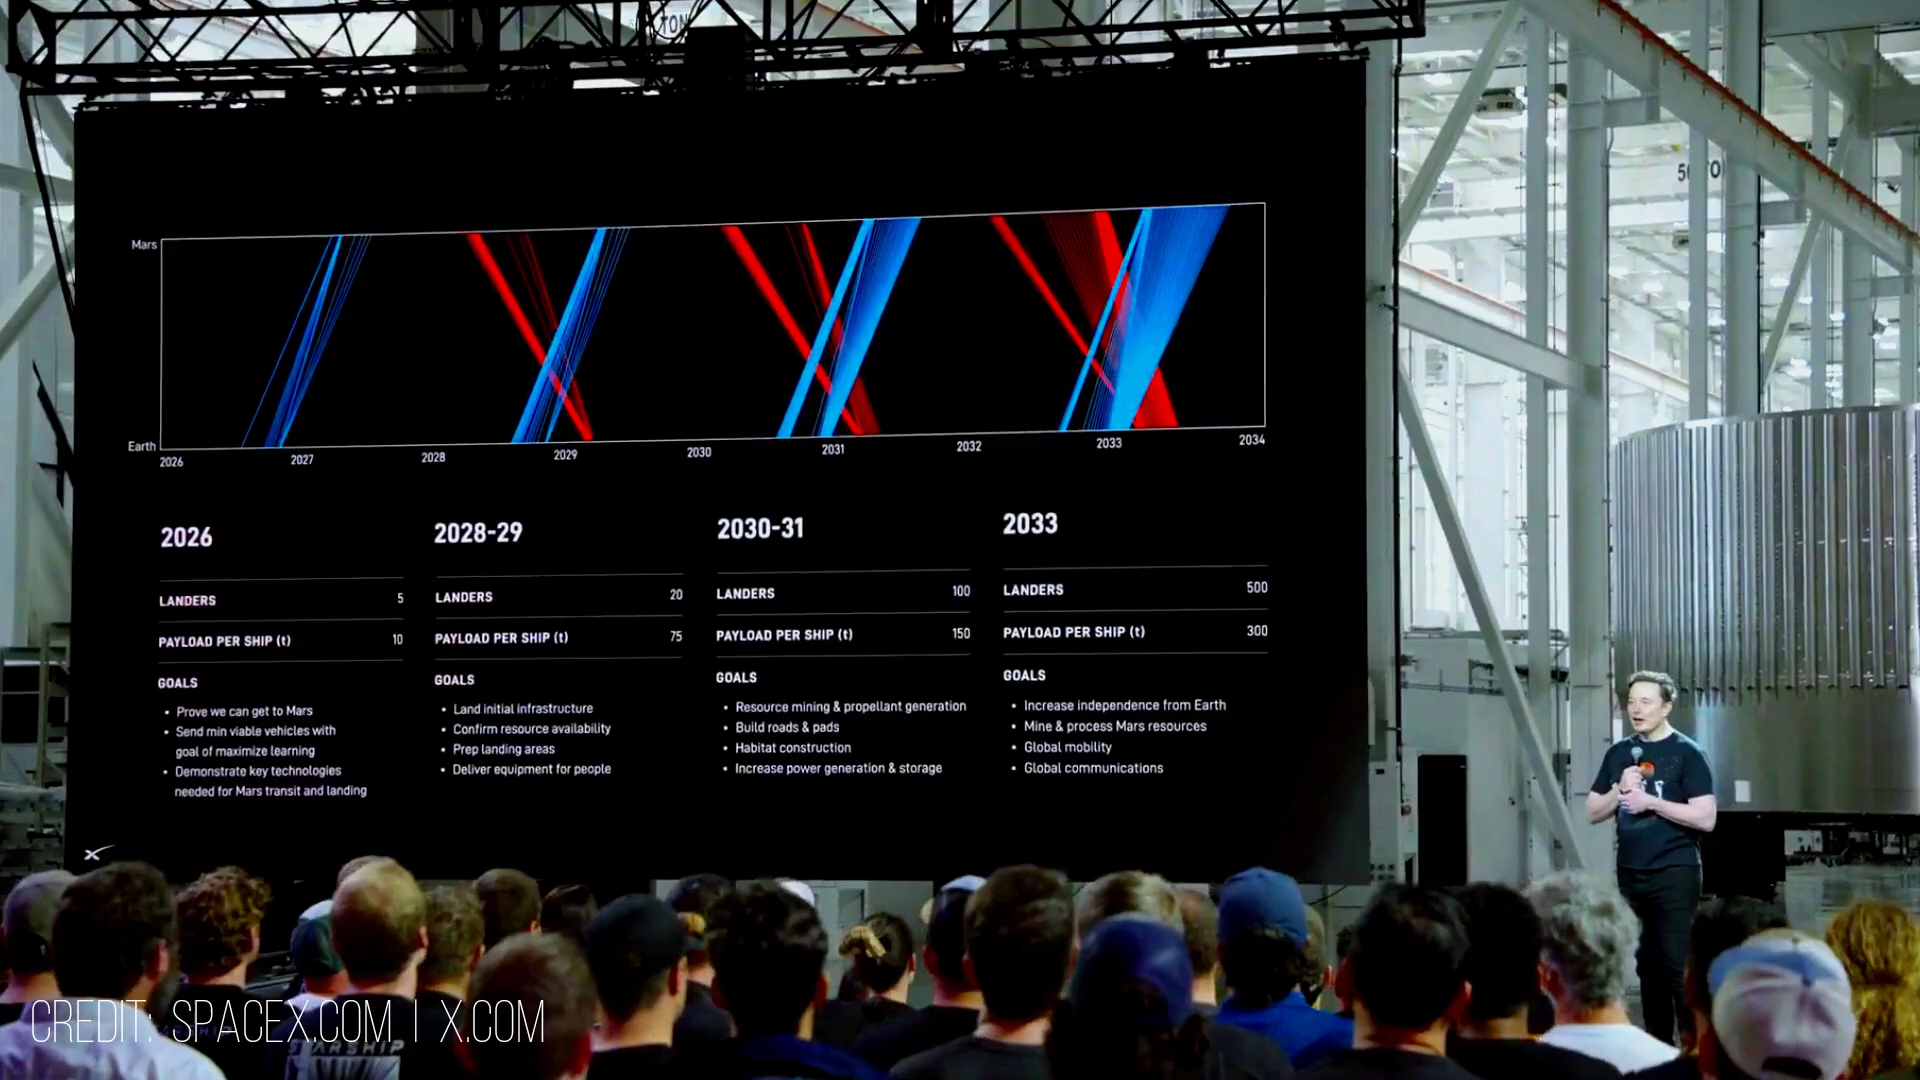 TON
50 TO
Mars
Earth
2026 2027 2028 2029 2030 2031 2032 2033 2034
2026
LANDERS 5
PAYLOAD PER SHIP (t) 10
GOALS
• Prove we can get to Mars
• Send min viable vehicles with
goal of maximize learning
• Demonstrate key technologies
needed for Mars transit and landing
2028-29
LANDERS 20
PAYLOAD PER SHIP (t) 75
GOALS
• Land initial infrastructure
• Confirm resource availability
• Prep landing areas
• Deliver equipment for people
2030-31
LANDERS 100
PAYLOAD PER SHIP (t) 150
GOALS
• Resource mining & propellant generation
• Build roads & pads
• Habitat construction
• Increase power generation & storage
2033
LANDERS 500
PAYLOAD PER SHIP (t) 300
GOALS
• Increase independence from Earth
• Mine & process Mars resources
• Global mobility
• Global communications
CREDIT: SPACEX.COM | X.COM
STARSHIP